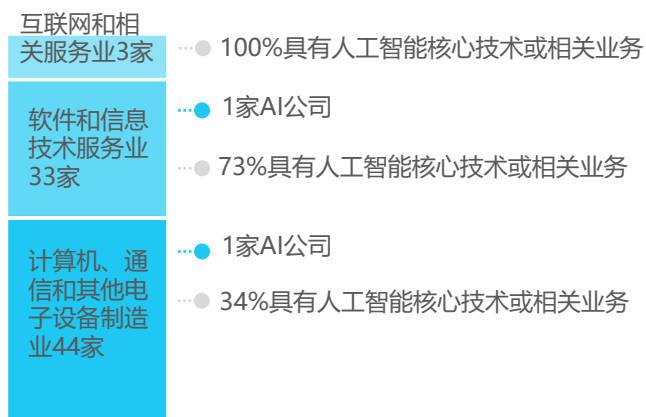 互联网和相
关服务业3家
100%具有人工智能核心技术或相关业务
软件和信息
技术服务业
33家
1家AI公司
73%具有人工智能核心技术或相关业务
计算机、通
信和其他电
子设备制造
业44家
1家AI公司
34%具有人工智能核心技术或相关业务